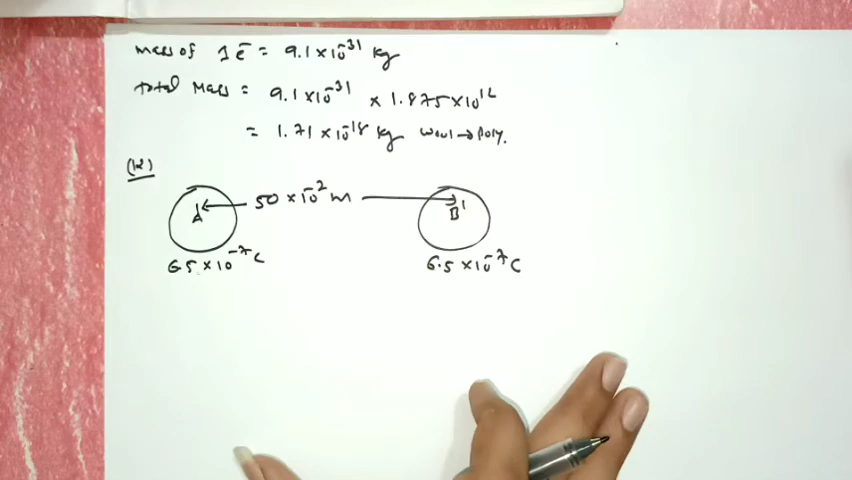 Mass of 1 e̅ = 9.1×10⁻³¹ kg
Total Mass = 9.1×10⁻³¹ × 1.875×10¹²
= 1.71 × 10⁻¹⁸ kg Wool → Poly.
(12)
A 50 × 10⁻² m B
6.5 × 10⁻⁷ C 6.5 × 10⁻⁷ C